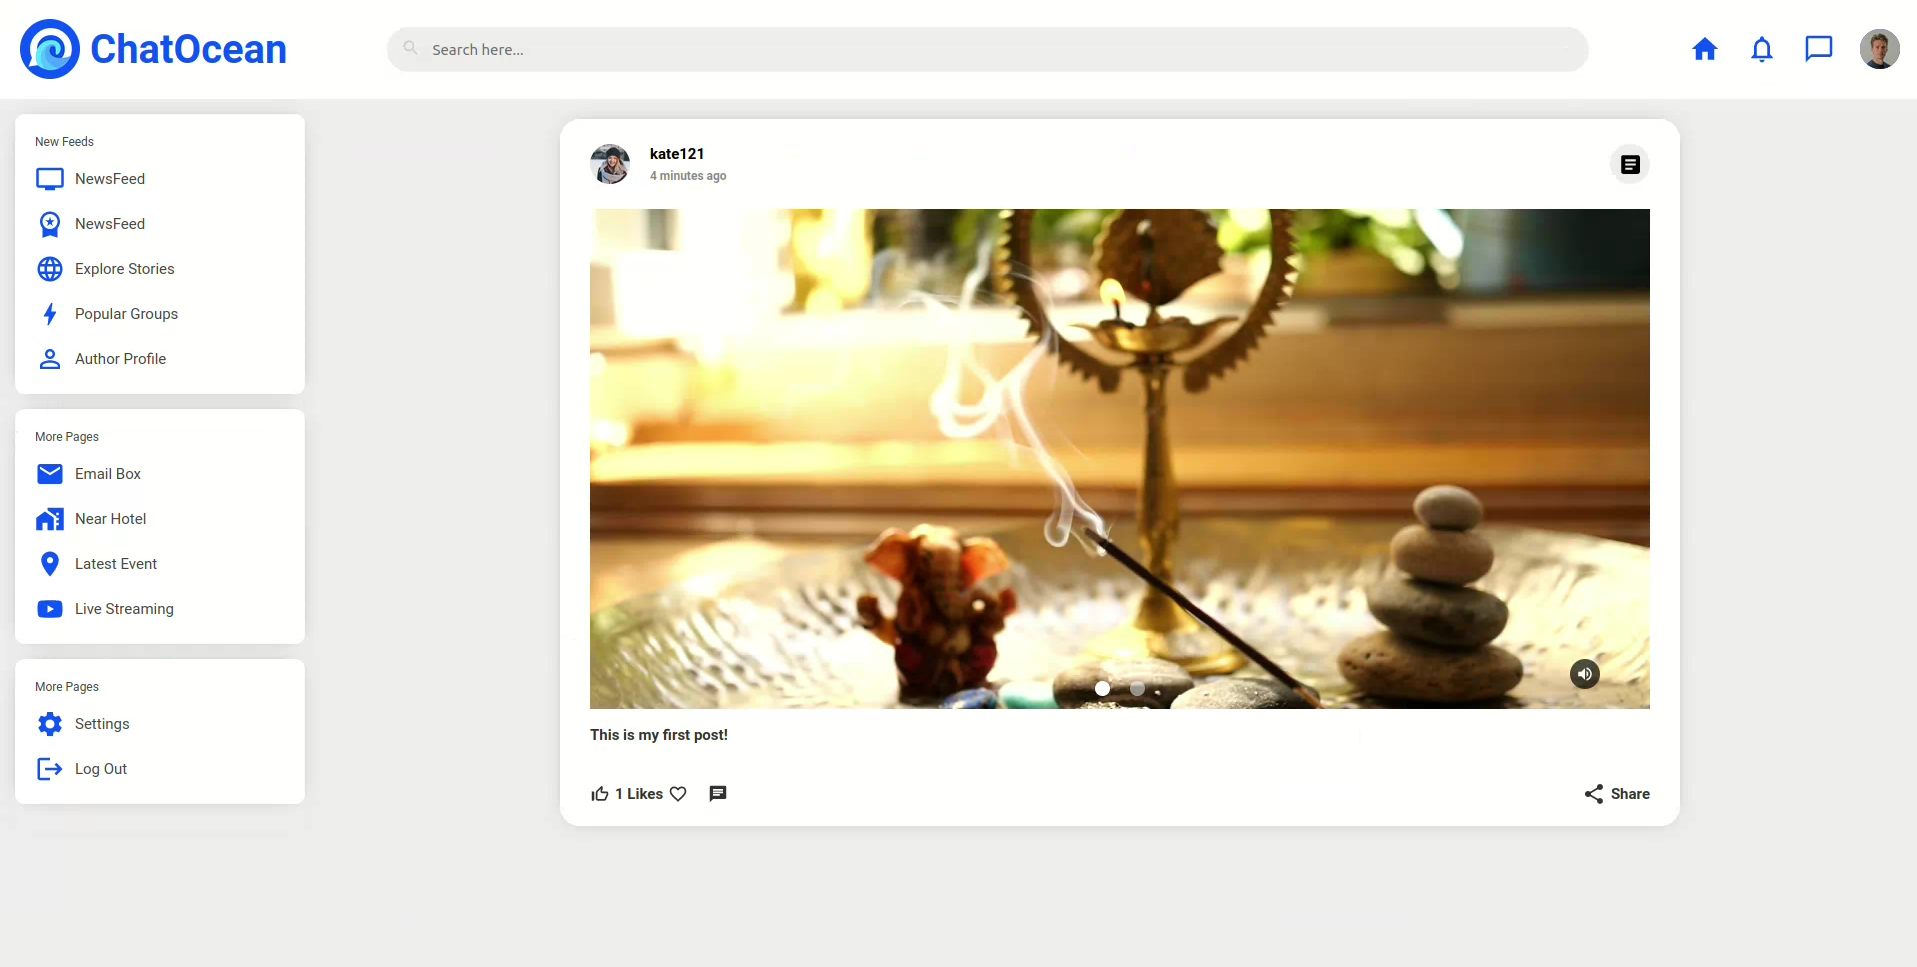 ChatOcean
Search here...
New Feeds
NewsFeed
NewsFeed
Explore Stories
Popular Groups
Author Profile
More Pages
Email Box
Near Hotel
Latest Event
Live Streaming
More Pages
Settings
Log Out
kate121
4 minutes ago
This is my first post!
1 Likes
Share